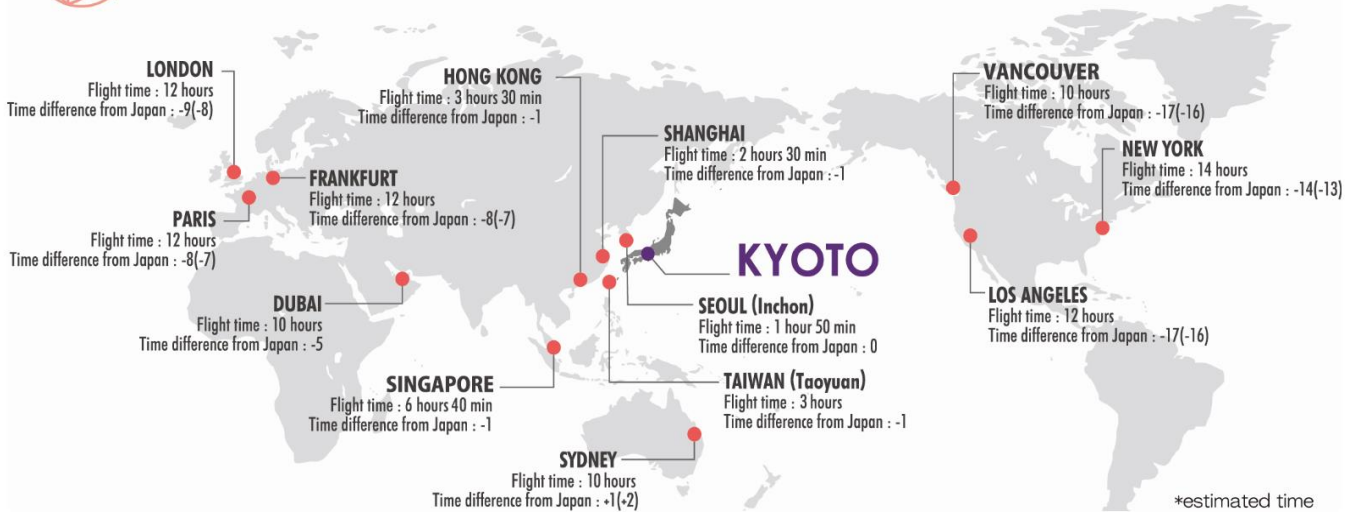 LONDON
Flight time : 12 hours
Time difference from Japan : -9(-8)
HONG KONG
Flight time : 3 hours 30 min
Time difference from Japan : -1
VANCOUVER
Flight time : 10 hours
Time difference from Japan : -17(-16)
SHANGHAI
Flight time : 2 hours 30 min
Time difference from Japan : -1
NEW YORK
Flight time : 14 hours
Time difference from Japan : -14(-13)
FRANKFURT
Flight time : 12 hours
Time difference from Japan : -8(-7)
PARIS
Flight time : 12 hours
Time difference from Japan : -8(-7)
KYOTO
DUBAI
Flight time : 10 hours
Time difference from Japan : -5
SEOUL (Inchon)
Flight time : 1 hour 50 min
Time difference from Japan : 0
LOS ANGELES
Flight time : 12 hours
Time difference from Japan : -17(-16)
SINGAPORE
Flight time : 6 hours 40 min
Time difference from Japan : -1
TAIWAN (Taoyuan)
Flight time : 3 hours
Time difference from Japan : -1
SYDNEY
Flight time : 10 hours
Time difference from Japan : +1(+2)
*estimated time